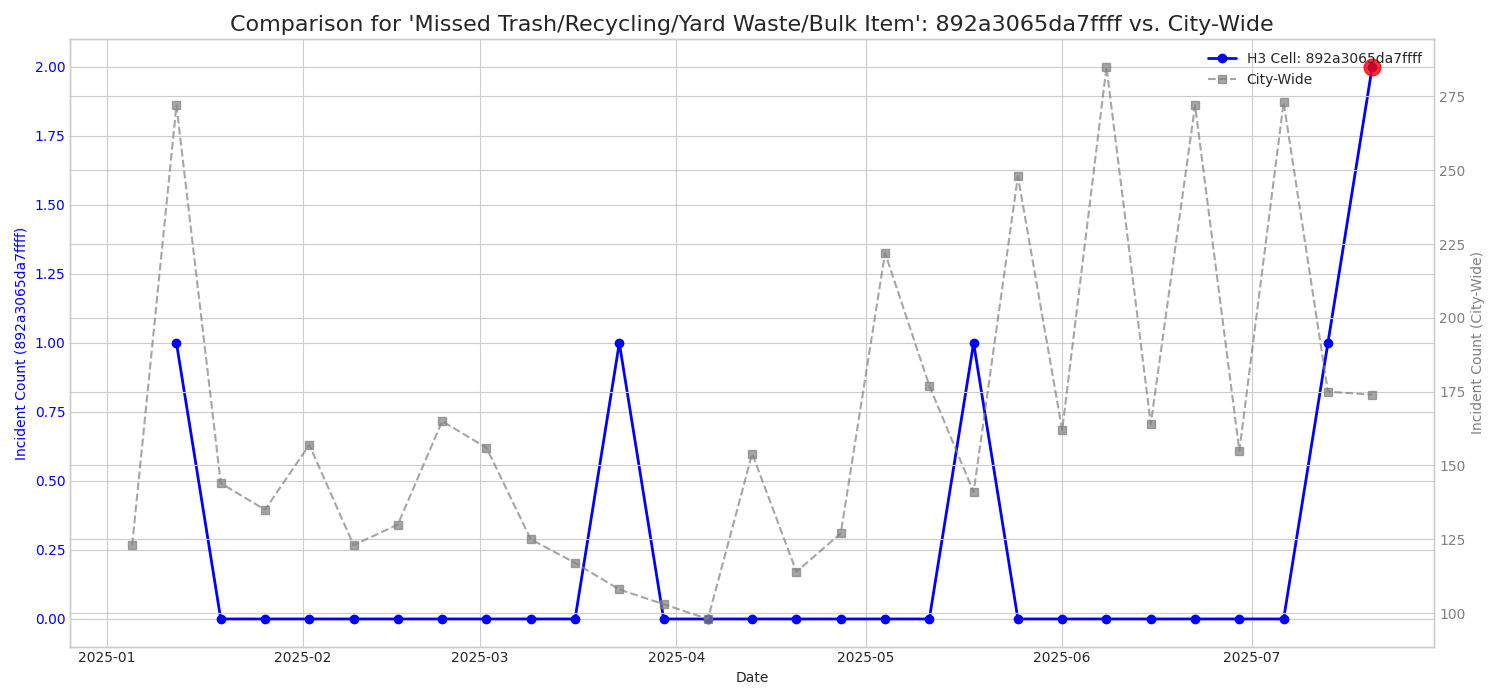 Comparison for 'Missed Trash/Recycling/Yard Waste/Bulk Item': 892a3065da7ffff vs. City-Wide
H3 Cell: 892a3065da7ffff
City-Wide
Incident Count (892a3065da7ffff)
2.00
1.75
1.50
1.25
1.00
0.75
0.50
0.25
0.00
275
250
225
200
175
150
125
100
Incident Count (City-Wide)
2025-01 2025-02 2025-03 2025-04 2025-05 2025-06 2025-07
Date